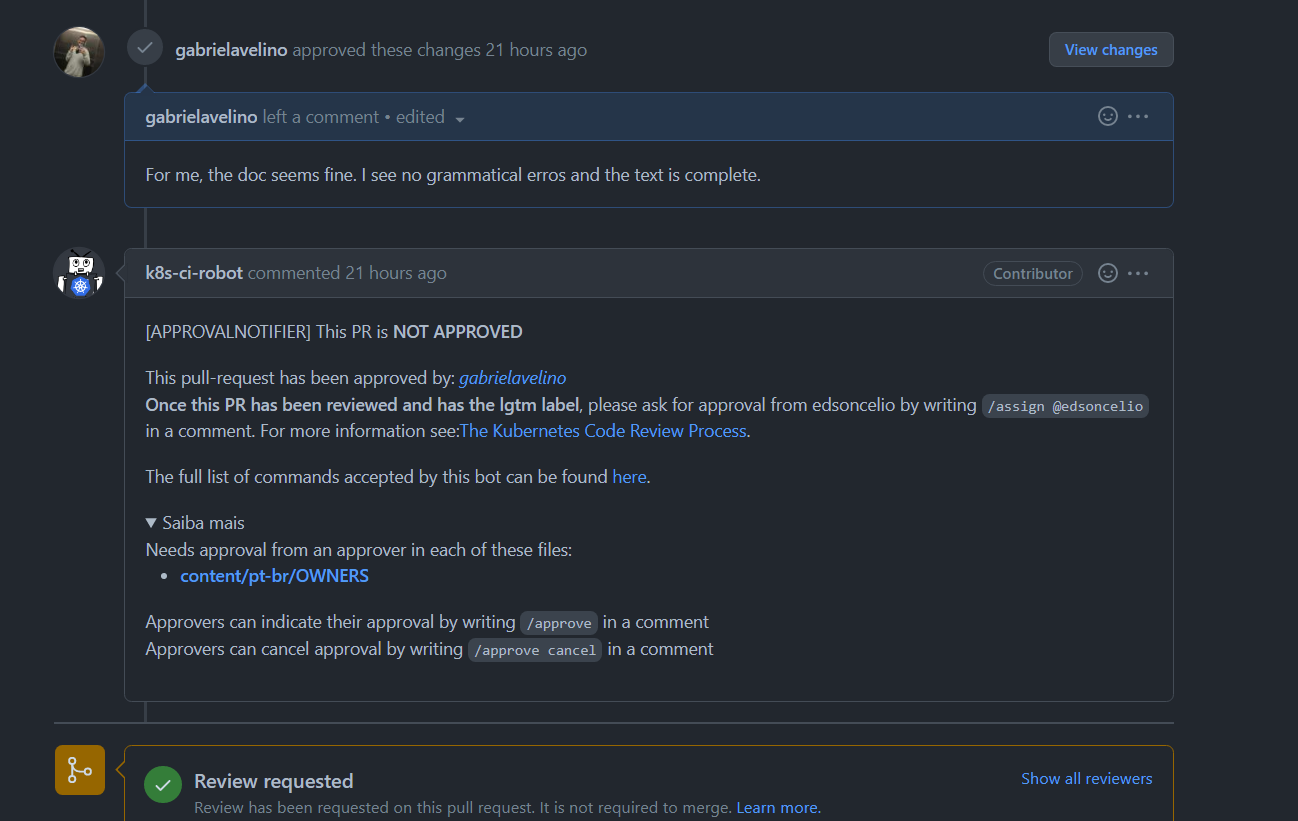 gabrielavelino approved these changes 21 hours ago
View changes
gabrielavelino left a comment • edited
For me, the doc seems fine. I see no grammatical erros and the text is complete.
k8s-ci-robot commented 21 hours ago
Contributor
[APPROVALNOTIFIER] This PR is NOT APPROVED
This pull-request has been approved by: gabrielavelino
Once this PR has been reviewed and has the lgtm label, please ask for approval from edsoncelio by writing /assign @edsoncelio
in a comment. For more information see:The Kubernetes Code Review Process.
The full list of commands accepted by this bot can be found here.
▼ Saiba mais
Needs approval from an approver in each of these files:
• content/pt-br/OWNERS
Approvers can indicate their approval by writing /approve in a comment
Approvers can cancel approval by writing /approve cancel in a comment
Review requested
Show all reviewers
Review has been requested on this pull request. It is not required to merge. Learn more.